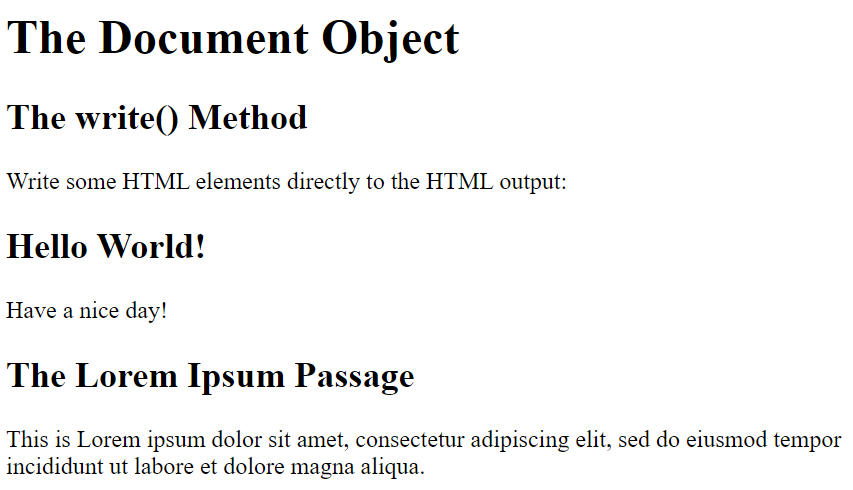 The Document Object
The write() Method
Write some HTML elements directly to the HTML output:
Hello World!
Have a nice day!
The Lorem Ipsum Passage
This is Lorem ipsum dolor sit amet, consectetur adipiscing elit, sed do eiusmod tempor
incididunt ut labore et dolore magna aliqua.